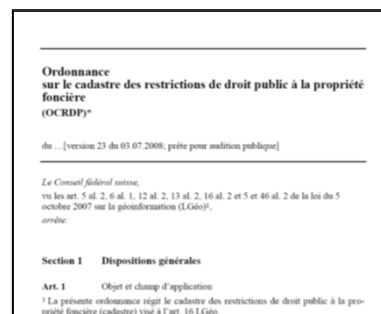 Ordonnance
sur le cadastre des restrictions de droit public à la propriété
foncière
(OCRDP)*
du …[version 23 du 03.07.2008; prête pour audition publique]
Le Conseil fédéral suisse,
vu les art. 5 al. 2, 6 al. 1, 12 al. 2, 13 al. 2, 16 al. 2 et 5 et 46 al. 2 de la loi du 5
octobre 2007 sur la géoinformation (LGéo)¹,
arrête:
Section 1 Dispositions générales
Art. 1 Objet et champ d'application
¹ La présente ordonnance régit le cadastre des restrictions de droit public à la pro-
priété foncière (cadastre) visé à l'art. 16 LGéo.